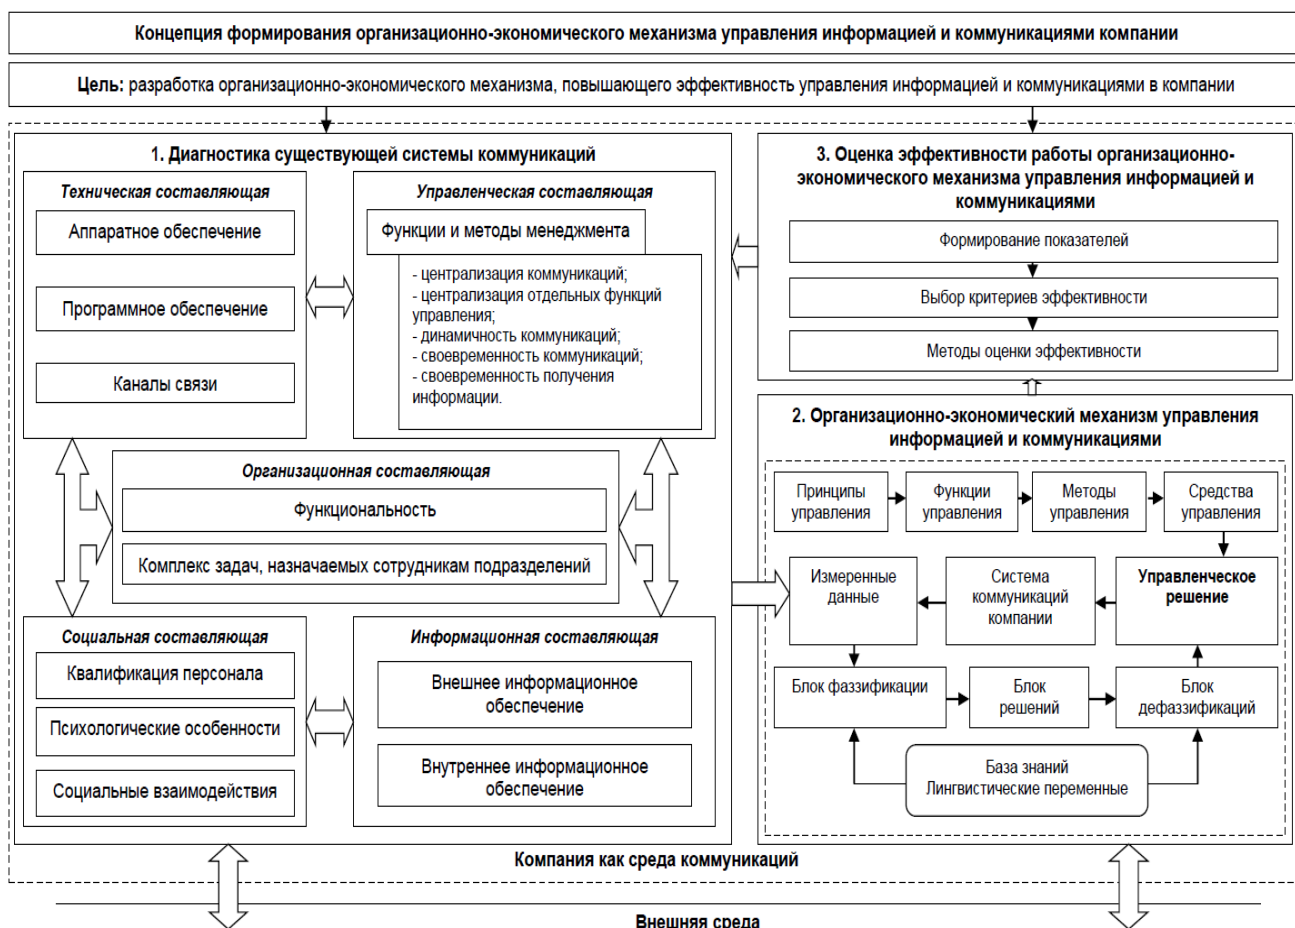 Концепция формирования организационно-экономического механизма управления информацией и коммуникациями компании
Цель: разработка организационно-экономического механизма, повышающего эффективность управления информацией и коммуникациями в компании
1. Диагностика существующей системы коммуникаций
Техническая составляющая
Аппаратное обеспечение
Программное обеспечение
Каналы связи
Управленческая составляющая
Функции и методы менеджмента
- централизация коммуникаций;
- централизация отдельных функций
управления;
- динамичность коммуникаций;
- своевременность коммуникаций;
- своевременность получения
информации.
Организационная составляющая
Функциональность
Комплекс задач, назначаемых сотрудникам подразделений
Социальная составляющая
Квалификация персонала
Психологические особенности
Социальные взаимодействия
Информационная составляющая
Внешнее информационное
обеспечение
Внутреннее информационное
обеспечение
3. Оценка эффективности работы организационно-
экономического механизма управления информацией и
коммуникациями
Формирование показателей
Выбор критериев эффективности
Методы оценки эффективности
2. Организационно-экономический механизм управления
информацией и коммуникациями
Принципы
управления
Функции
управления
Методы
управления
Средства
управления
Измеренные
данные
Система
коммуникаций
компании
Управленческое
решение
Блок фаззификации
Блок
решений
Блок
дефаззификаций
База знаний
Лингвистические переменные
Компания как среда коммуникаций
Внешняя среда